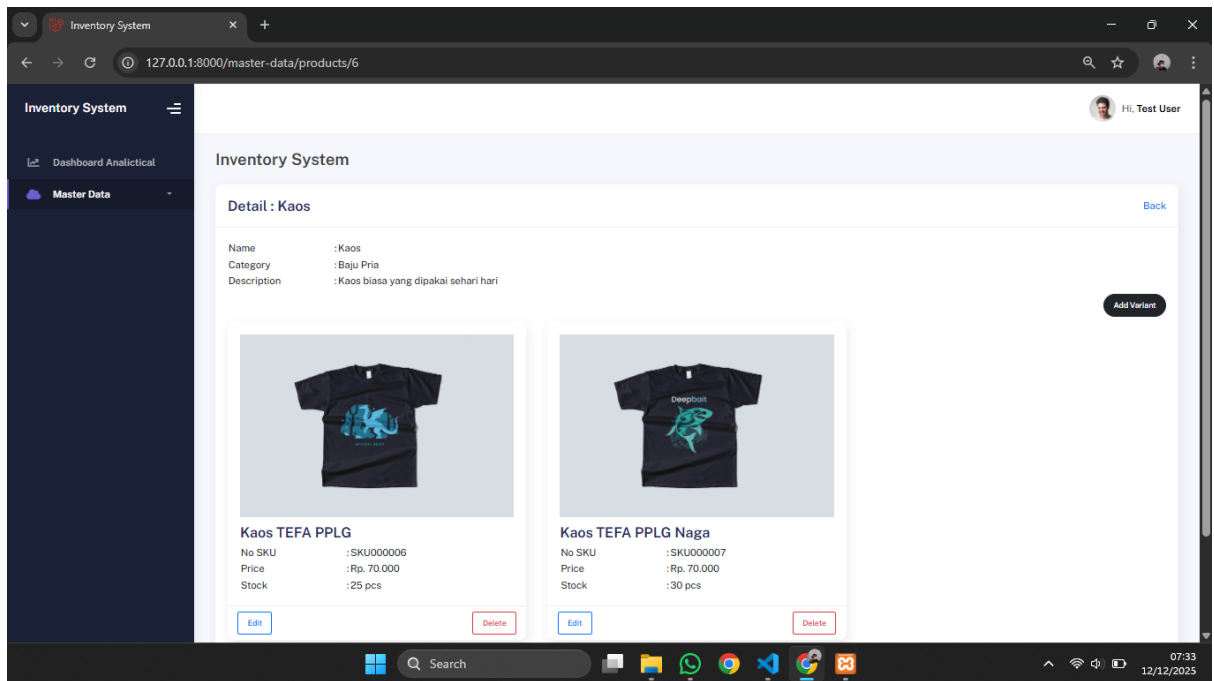 Inventory System
127.0.0.1:8000/master-data/products/6
Inventory System
Hi, Test User
Dashboard Analictical
Master Data
Inventory System
Detail : Kaos
Back
Name : Kaos
Category : Baju Pria
Description : Kaos biasa yang dipakai sehari hari
Add Variant
Deepbait
Kaos TEFA PPLG
No SKU : SKU000006
Price : Rp. 70.000
Stock : 25 pcs
Edit
Delete
Kaos TEFA PPLG Naga
No SKU : SKU000007
Price : Rp. 70.000
Stock : 30 pcs
Edit
Delete
Search
07:33
12/12/2025